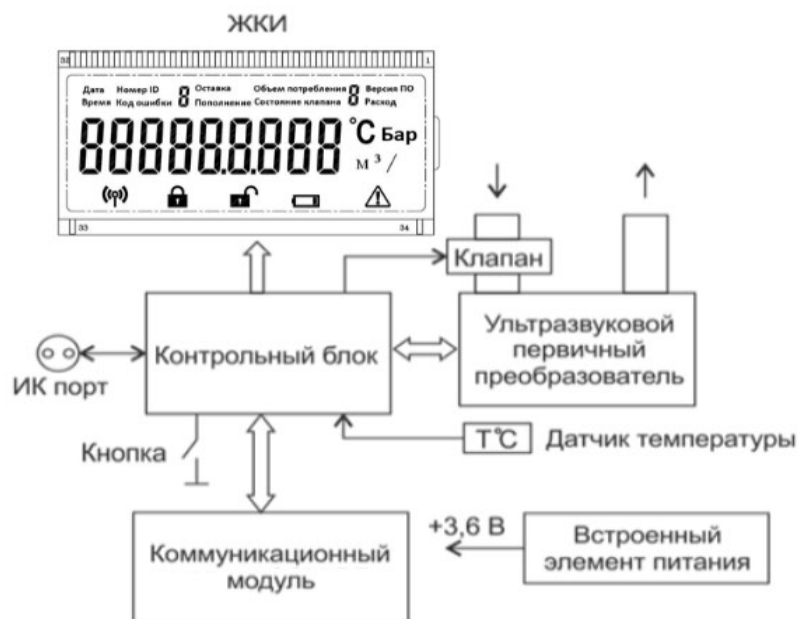 ЖКИ
32 1
Дата Номер ID 8 Оставка Объем потребления 8 Версия ПО
Время Код ошибки Пополнение Состояние клапана Расход
888888.8.888 °C Бар
м³/
33 34
Клапан
Ультразвуковой
первичный
преобразователь
Контрольный блок
ИК порт
Кнопка
T°C Датчик температуры
+3,6 В
Коммуникационный
модуль
Встроенный
элемент питания